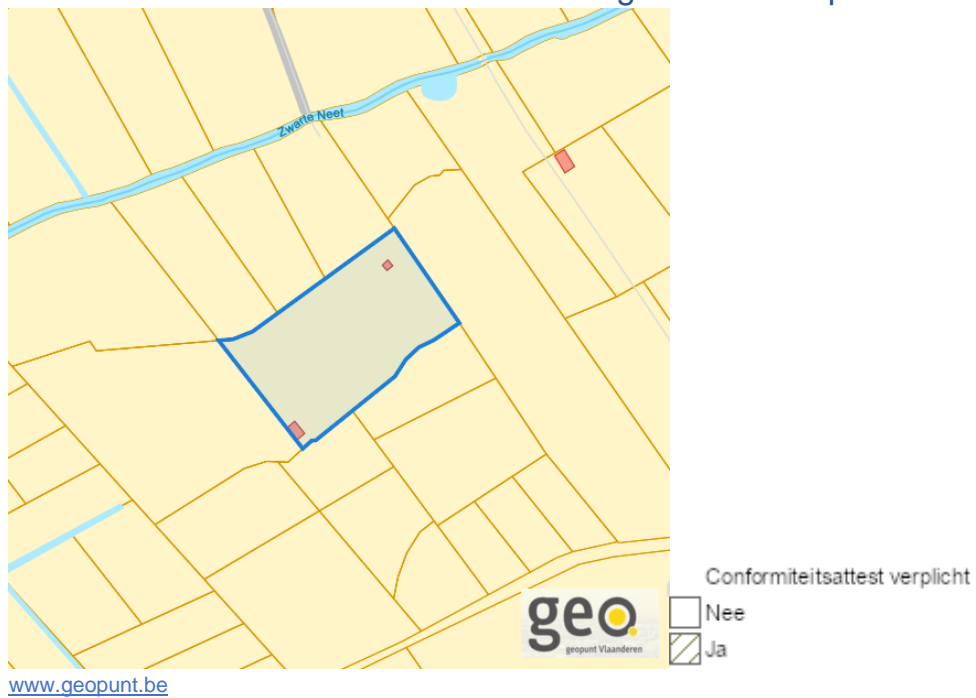 Zwarte Neet
geo.
geopunt Vlaanderen
Conformiteitsattest verplicht
Nee
Ja
www.geopunt.be